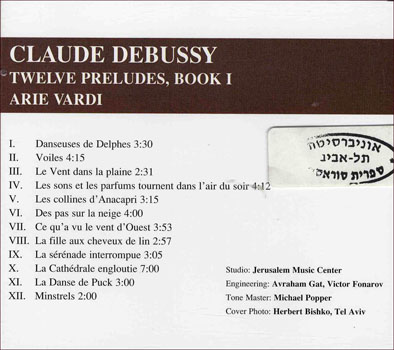 CLAUDE DEBUSSY
TWELVE PRELUDES, BOOK I
ARIE VARDI
I. Danseuses de Delphes 3:30
II. Voiles 4:15
III. Le Vent dans la plaine 2:31
IV. Les sons et les parfums tournent dans l'air du soir 4:12
V. Les collines d'Anacapri 3:15
VI. Des pas sur la neige 4:00
VII. Ce qu'a vu le vent d'Ouest 3:53
VIII. La fille aux cheveux de lin 2:57
IX. La sérénade interrompue 3:05
X. La Cathédrale engloutie 7:00
XI. La Danse de Puck 3:00
XII. Minstrels 2:00
אוניברסיטת
תל-אביב
ספרית סוראסקי
Studio: Jerusalem Music Center
Engineering: Avraham Gat, Victor Fonarov
Tone Master: Michael Popper
Cover Photo: Herbert Bishko, Tel Aviv